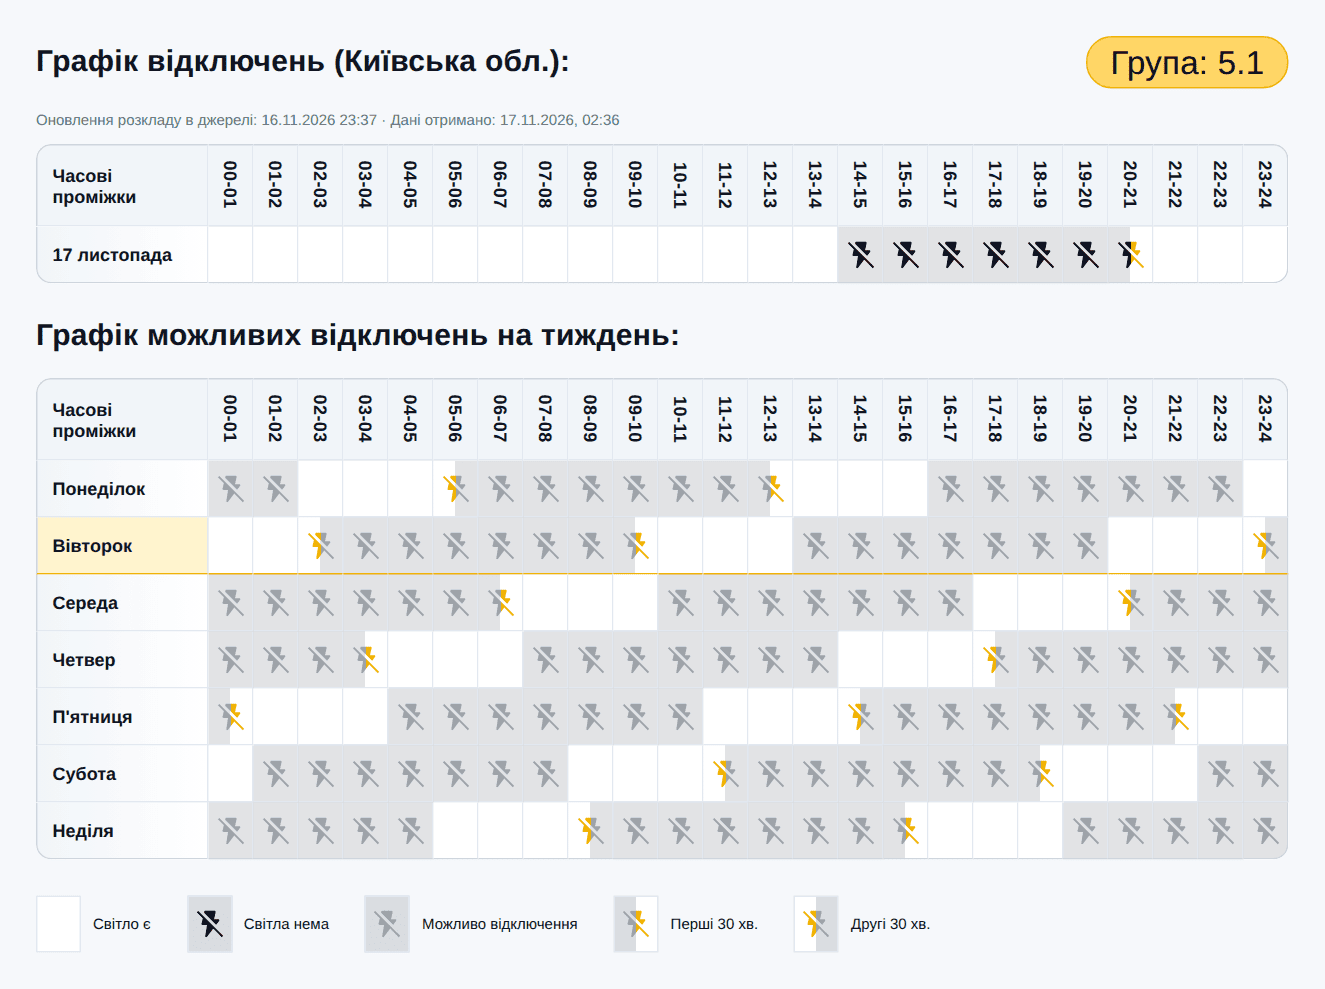 Графік відключень (Київська обл.):
Група: 5.1
Оновлення розкладу в джерелі: 16.11.2026 23:37 · Дані отримано: 17.11.2026, 02:36
Часові проміжки 00-01 01-02 02-03 03-04 04-05 05-06 06-07 07-08 08-09 09-10 10-11 11-12 12-13 13-14 14-15 15-16 16-17 17-18 18-19 19-20 20-21 21-22 22-23 23-24
17 листопада
Графік можливих відключень на тиждень:
Часові проміжки 00-01 01-02 02-03 03-04 04-05 05-06 06-07 07-08 08-09 09-10 10-11 11-12 12-13 13-14 14-15 15-16 16-17 17-18 18-19 19-20 20-21 21-22 22-23 23-24
Понеділок
Вівторок
Середа
Четвер
П'ятниця
Субота
Неділя
Світло є Світла нема Можливо відключення Перші 30 хв. Другі 30 хв.